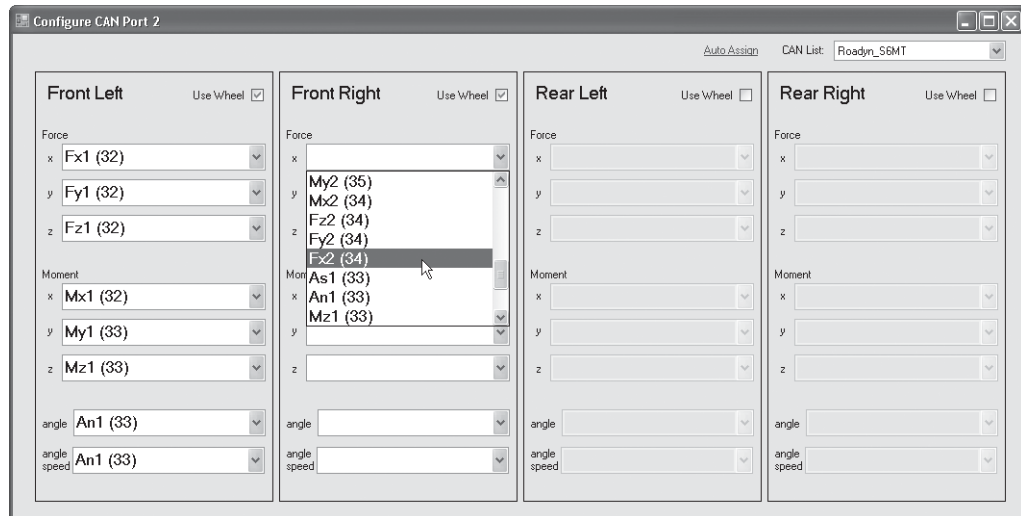 Configure CAN Port 2
Auto Assign CAN List: Roadyn_S6MT
Front Left Use Wheel
Force
x Fx1 (32)
y Fy1 (32)
z Fz1 (32)
Moment
x Mx1 (32)
y My1 (33)
z Mz1 (33)
angle An1 (33)
angle
speed An1 (33)
Front Right Use Wheel
Force
x
y
z
My2 (35)
Mx2 (34)
Fz2 (34)
Fy2 (34)
Fx2 (34)
As1 (33)
An1 (33)
Mz1 (33)
Mom
x
y
z
angle
angle
speed
Rear Left Use Wheel
Force
x
y
z
Moment
x
y
z
angle
angle
speed
Rear Right Use Wheel
Force
x
y
z
Moment
x
y
z
angle
angle
speed